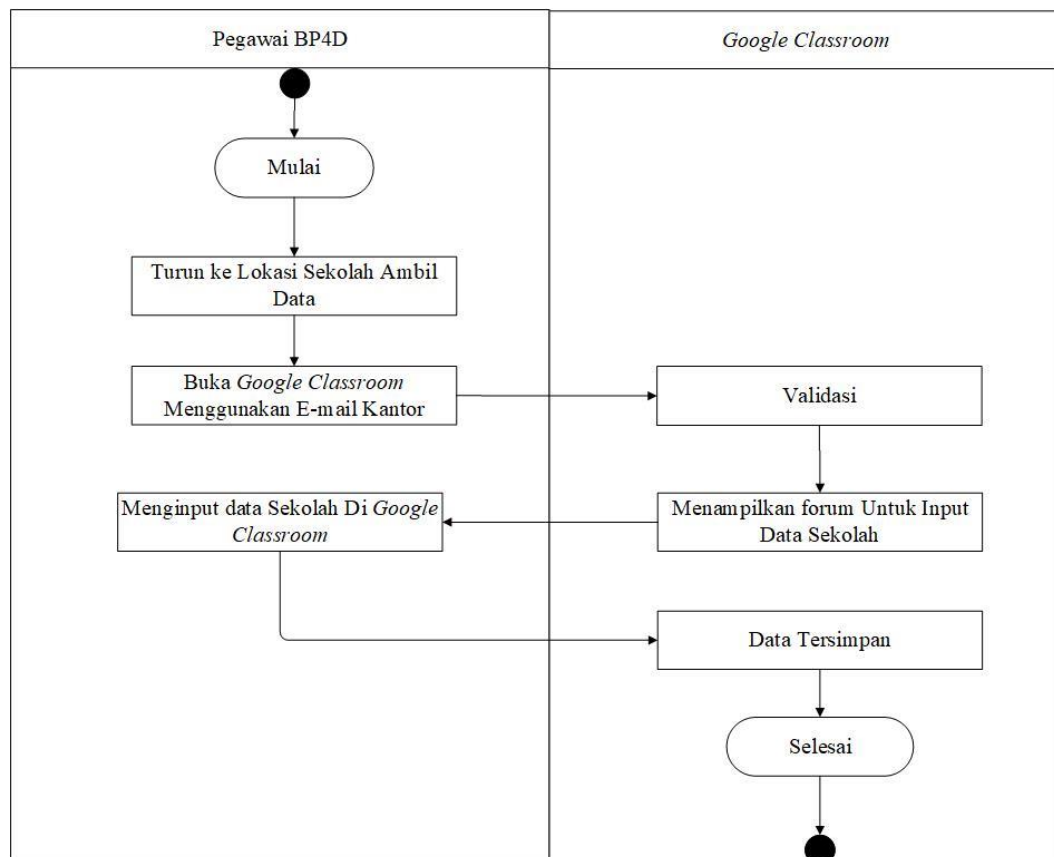 Pegawai BP4D
Google Classroom
Mulai
Turun ke Lokasi Sekolah Ambil
Data
Buka Google Classroom
Menggunakan E-mail Kantor
Validasi
Menampilkan forum Untuk Input
Data Sekolah
Menginput data Sekolah Di Google
Classroom
Data Tersimpan
Selesai